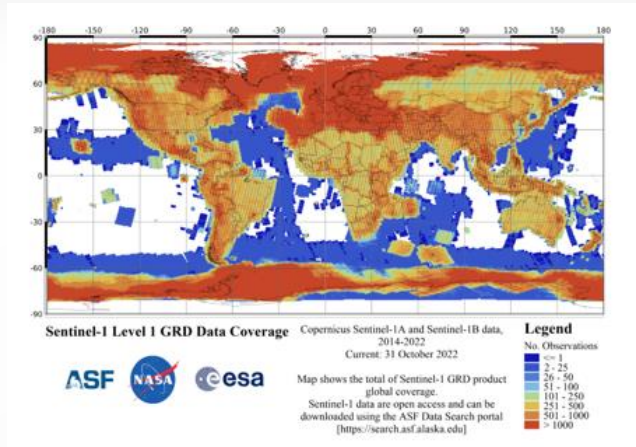 -180 -150 -120 -90 -60 -30 0 30 60 90 120 150 180
90
60
30
0
-30
-60
-90
Sentinel-1 Level 1 GRD Data Coverage
ASF
NASA
esa
Copernicus Sentinel-1A and Sentinel-1B data,
2014-2022
Current: 31 October 2022
Map shows the total of Sentinel-1 GRD product
global coverage.
Sentinel-1 data are open access and can be
downloaded using the ASF Data Search portal
[https://search.asf.alaska.edu]
Legend
No. Observations
<= 1
2 - 25
26 - 50
51 - 100
101 - 250
251 - 500
501 - 1000
> 1000